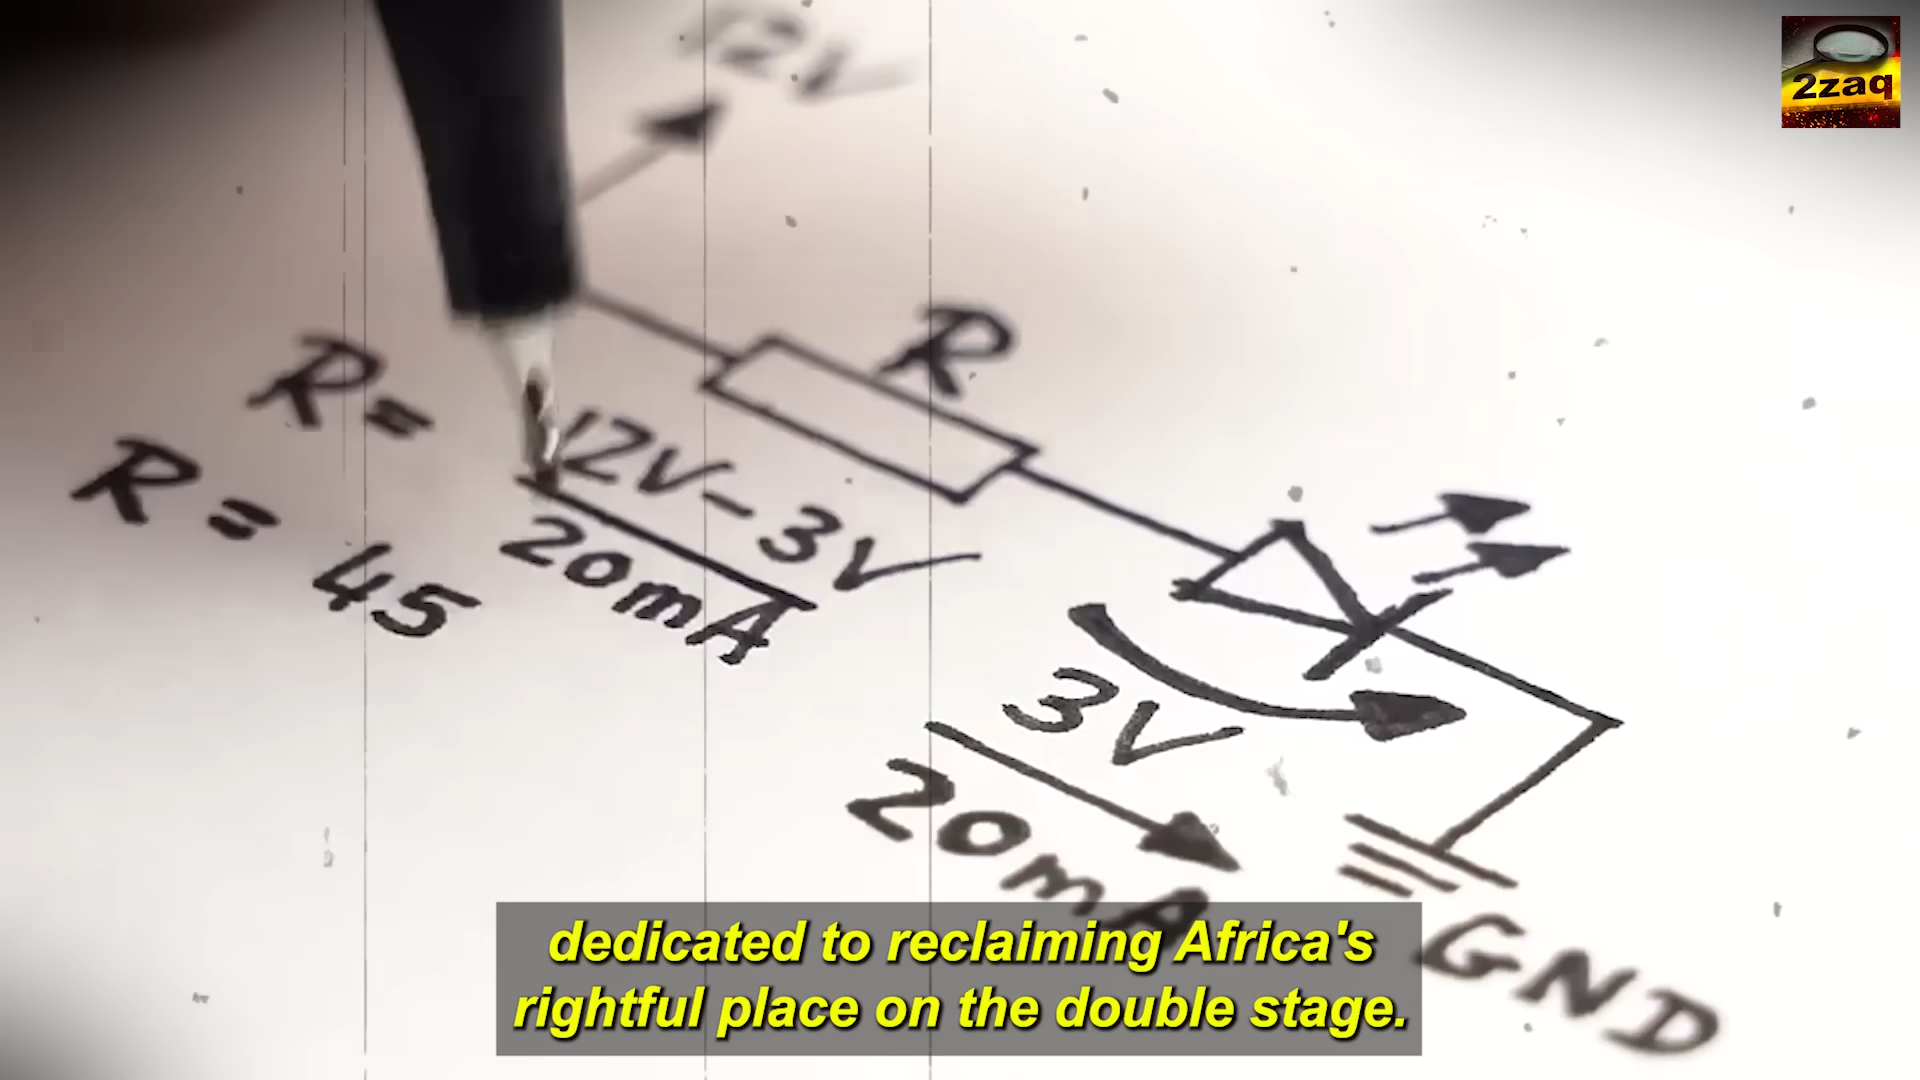 2zaq
12V
R
R= 12V-3V
20mA
R = 45
3V
20mA
GND
dedicated to reclaiming Africa's
rightful place on the double stage.